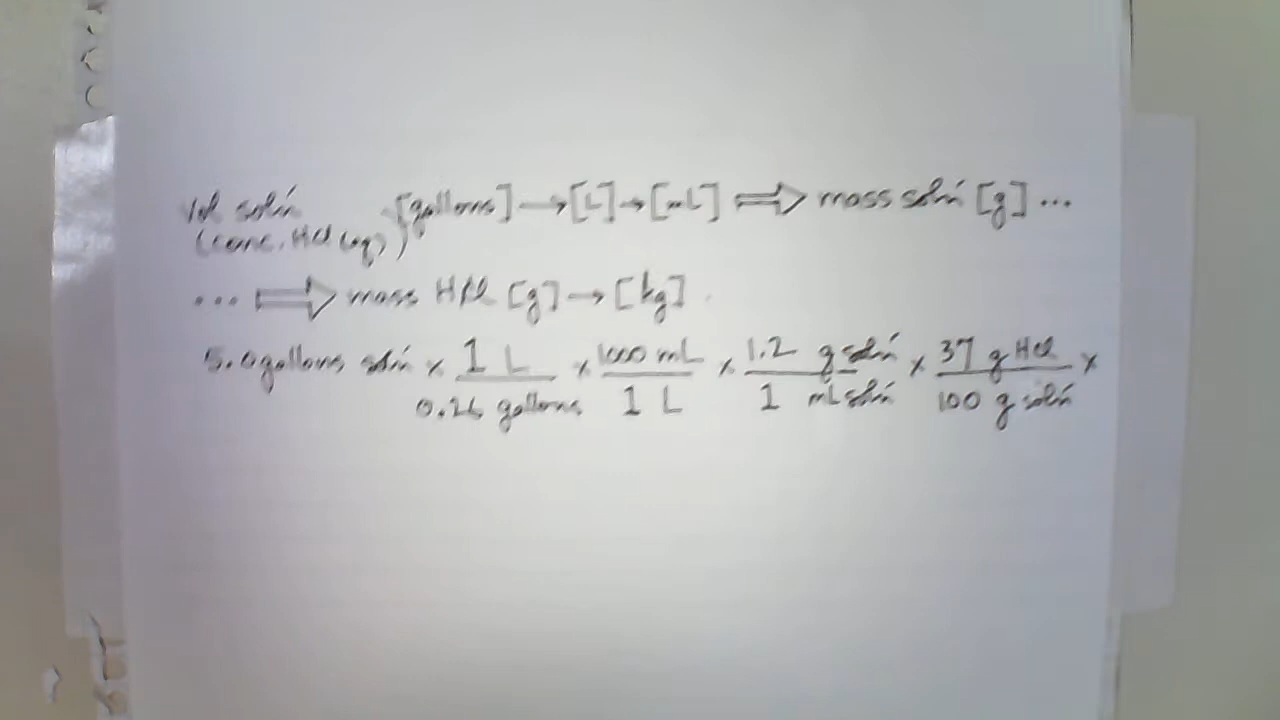 vol soln [gallons] → [L] → [mL] ⇒ mass soln [g] ...
(conc. HCl (aq))
... ⇒ mass HCl [g] → [kg]
5.0 gallons soln × 1 L / 0.26 gallons × 1000 mL / 1 L × 1.2 g soln / 1 mL soln × 37 g HCl / 100 g soln ×